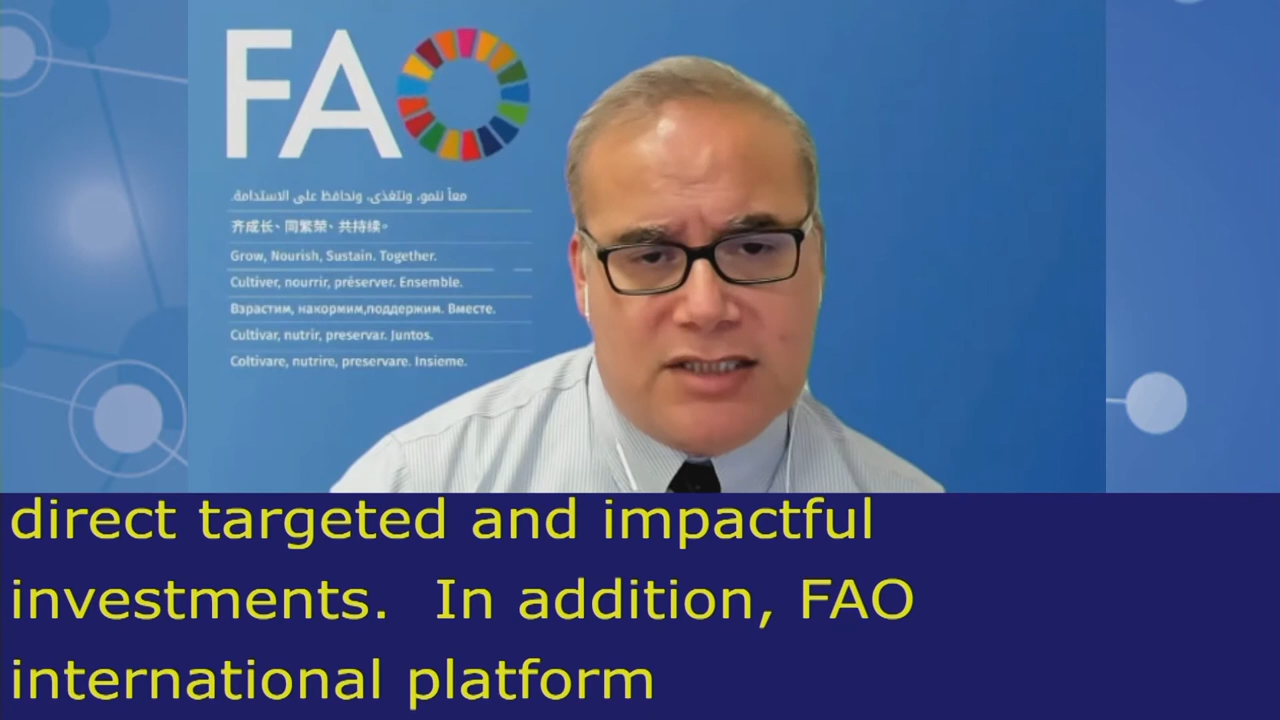 FAO
معاً ننمو، ونتغذى، ونحافظ على الاستدامة.
齐成长、同繁荣、共持续。
Grow, Nourish, Sustain. Together.
Cultiver, nourrir, préserver. Ensemble.
Взрастим, накормим,поддержим. Вместе.
Cultivar, nutrir, preservar. Juntos.
Coltivare, nutrire, preservare. Insieme.
direct targeted and impactful
investments.  In addition, FAO
international platform